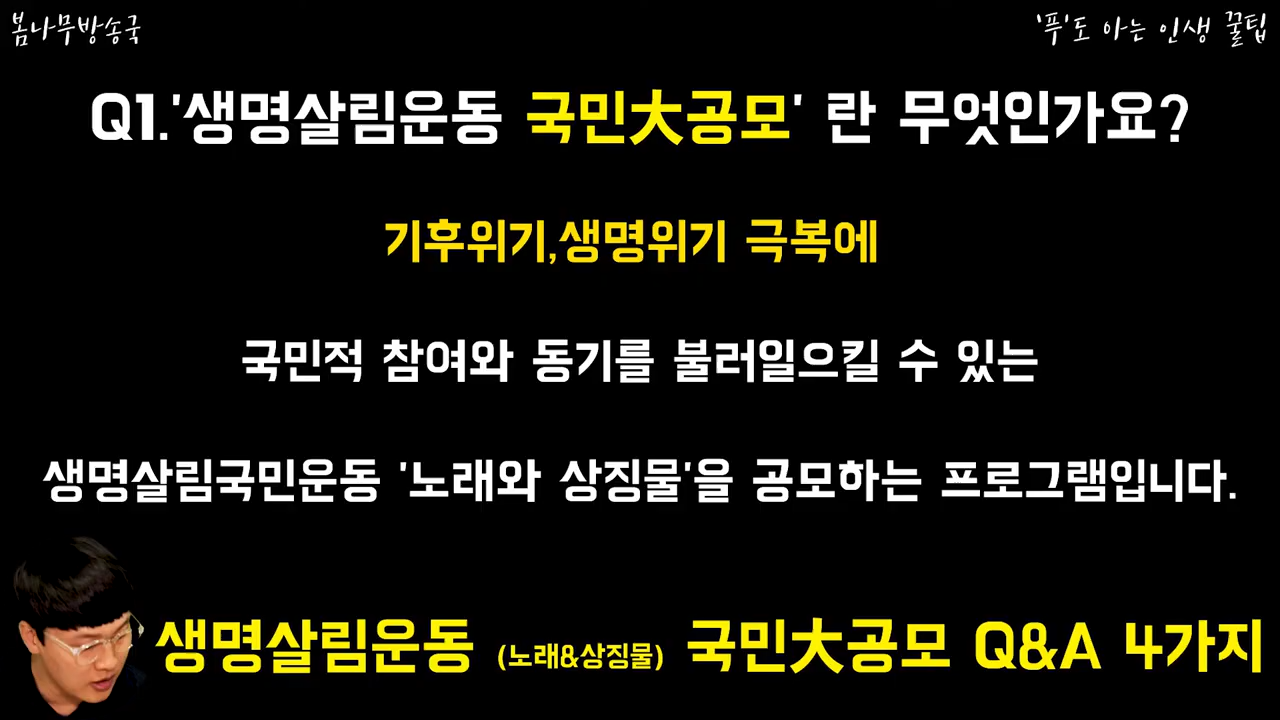 봄나무방송국
'푸'도 아는 인생 꿀팁
Q1.'생명살림운동 국민大공모' 란 무엇인가요?
기후위기,생명위기 극복에
국민적 참여와 동기를 불러일으킬 수 있는
생명살림국민운동 '노래와 상징물'을 공모하는 프로그램입니다.
생명살림운동 (노래&상징물) 국민大공모 Q&A 4가지